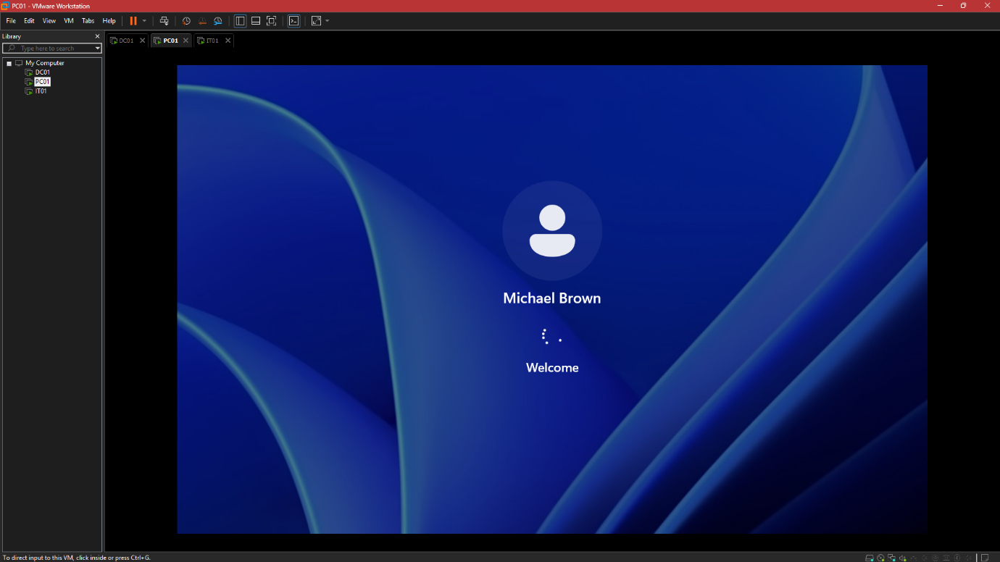 PC01 - VMware Workstation
File Edit View VM Tabs Help
Library
Type here to search
My Computer
DC01
PC01
IT01
DC01 PC01 IT01
Michael Brown
Welcome
To direct input to this VM, click inside or press Ctrl+G.